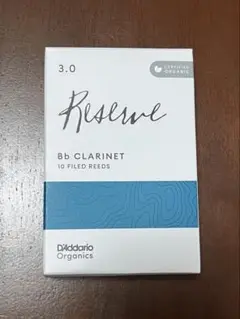 3.0
CERTIFIED
ORGANIC
Reserve
Bb CLARINET
10 FILED REEDS
D'Addario
Organics